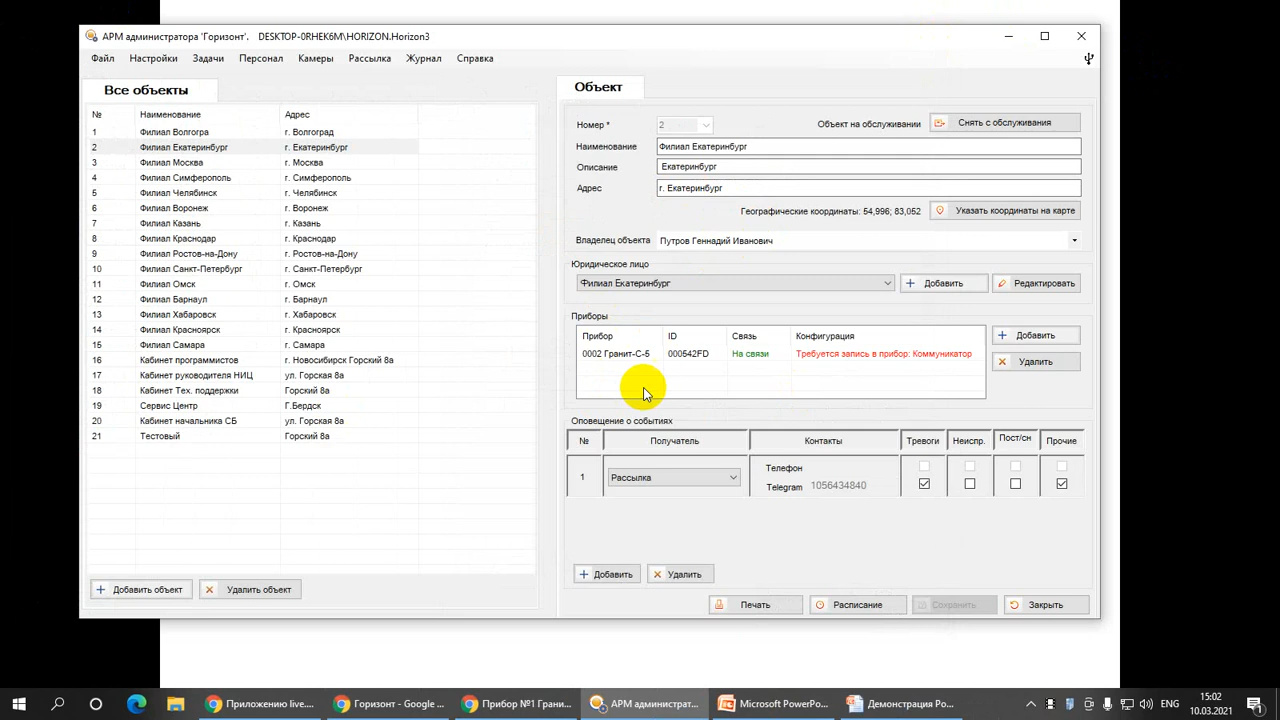 АРМ администратора 'Горизонт'. DESKTOP-0RHEK6M\HORIZON.Horizon3
Файл Настройки Задачи Персонал Камеры Рассылка Журнал Справка
Все объекты
№ Наименование Адрес
1 Филиал Волгогра г. Волгоград
2 Филиал Екатеринбург г. Екатеринбург
3 Филиал Москва г. Москва
4 Филиал Симферополь г. Симферополь
5 Филиал Челябинск г. Челябинск
6 Филиал Воронеж г. Воронеж
7 Филиал Казань г. Казань
8 Филиал Краснодар г. Краснодар
9 Филиал Ростов-на-Дону г. Ростов-на-Дону
10 Филиал Санкт-Петербург г. Санкт-Петербург
11 Филиал Омск г. Омск
12 Филиал Барнаул г. Барнаул
13 Филиал Хабаровск г. Хабаровск
14 Филиал Красноярск г. Красноярск
15 Филиал Самара г. Самара
16 Кабинет программистов г. Новосибирск Горский 8а
17 Кабинет руководителя НИЦ ул. Горская 8а
18 Кабинет Тех. поддержки Горский 8а
19 Сервис Центр Г.Бердск
20 Кабинет начальника СБ ул. Горская 8а
21 Тестовый Горский 8а
Добавить объект Удалить объект
Объект
Номер * 2 Объект на обслуживании Снять с обслуживания
Наименование Филиал Екатеринбург
Описание Екатеринбург
Адрес г. Екатеринбург
Географические координаты: 54,996; 83,052 Указать координаты на карте
Владелец объекта Путров Геннадий Иванович
Юридическое лицо
Филиал Екатеринбург Добавить Редактировать
Приборы
Прибор ID Связь Конфигурация Добавить
0002 Гранит-С-5 000542FD На связи Требуется запись в прибор: Коммуникатор Удалить
Оповещение о событиях
№ Получатель Контакты Тревоги Неиспр. Пост/сн Прочие
1 Рассылка Телефон
Telegram 1056434840
Добавить Удалить
Печать Расписание Сохранить Закрыть
Приложению live.... Горизонт - Google ... Прибор №1 Грани... АРМ администрат... Microsoft PowerPo... Демонстрация Po... ENG 15:02
10.03.2021 1